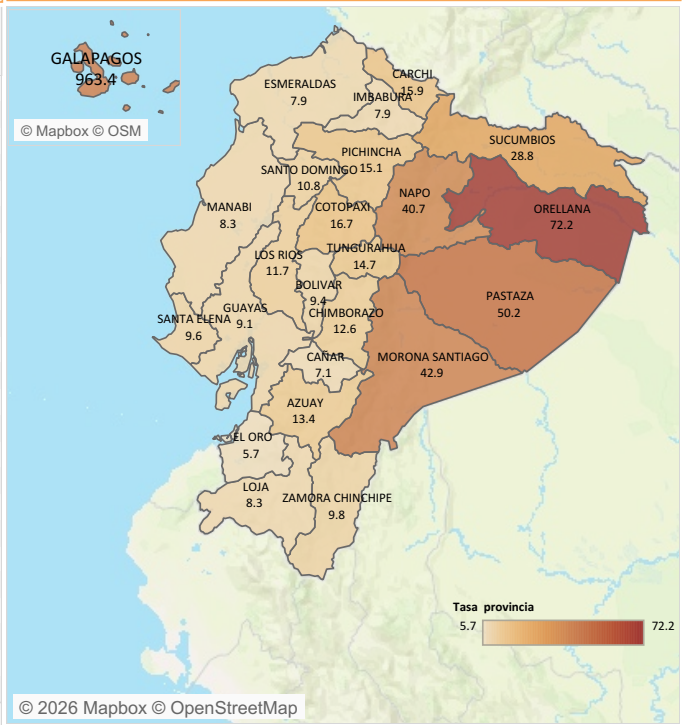 GALAPAGOS
963.4
© Mapbox © OSM
CARCHI
15.9
ESMERALDAS
7.9
IMBABURA
7.9
SUCUMBIOS
28.8
PICHINCHA
15.1
SANTO DOMINGO
10.8
NAPO
40.7
MANABI
8.3
COTOPAXI
16.7
ORELLANA
72.2
TUNGURAHUA
14.7
LOS RIOS
11.7
BOLIVAR
9.4
PASTAZA
50.2
GUAYAS
9.1
SANTA ELENA
9.6
CHIMBORAZO
12.6
CAÑAR
7.1
MORONA SANTIAGO
42.9
AZUAY
13.4
EL ORO
5.7
LOJA
8.3
ZAMORA CHINCHIPE
9.8
Tasa provincia
5.7 72.2
© 2026 Mapbox © OpenStreetMap